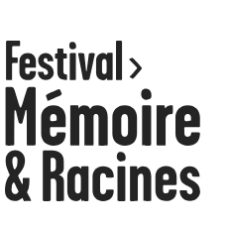 Festival >
Mémoire
& Racines